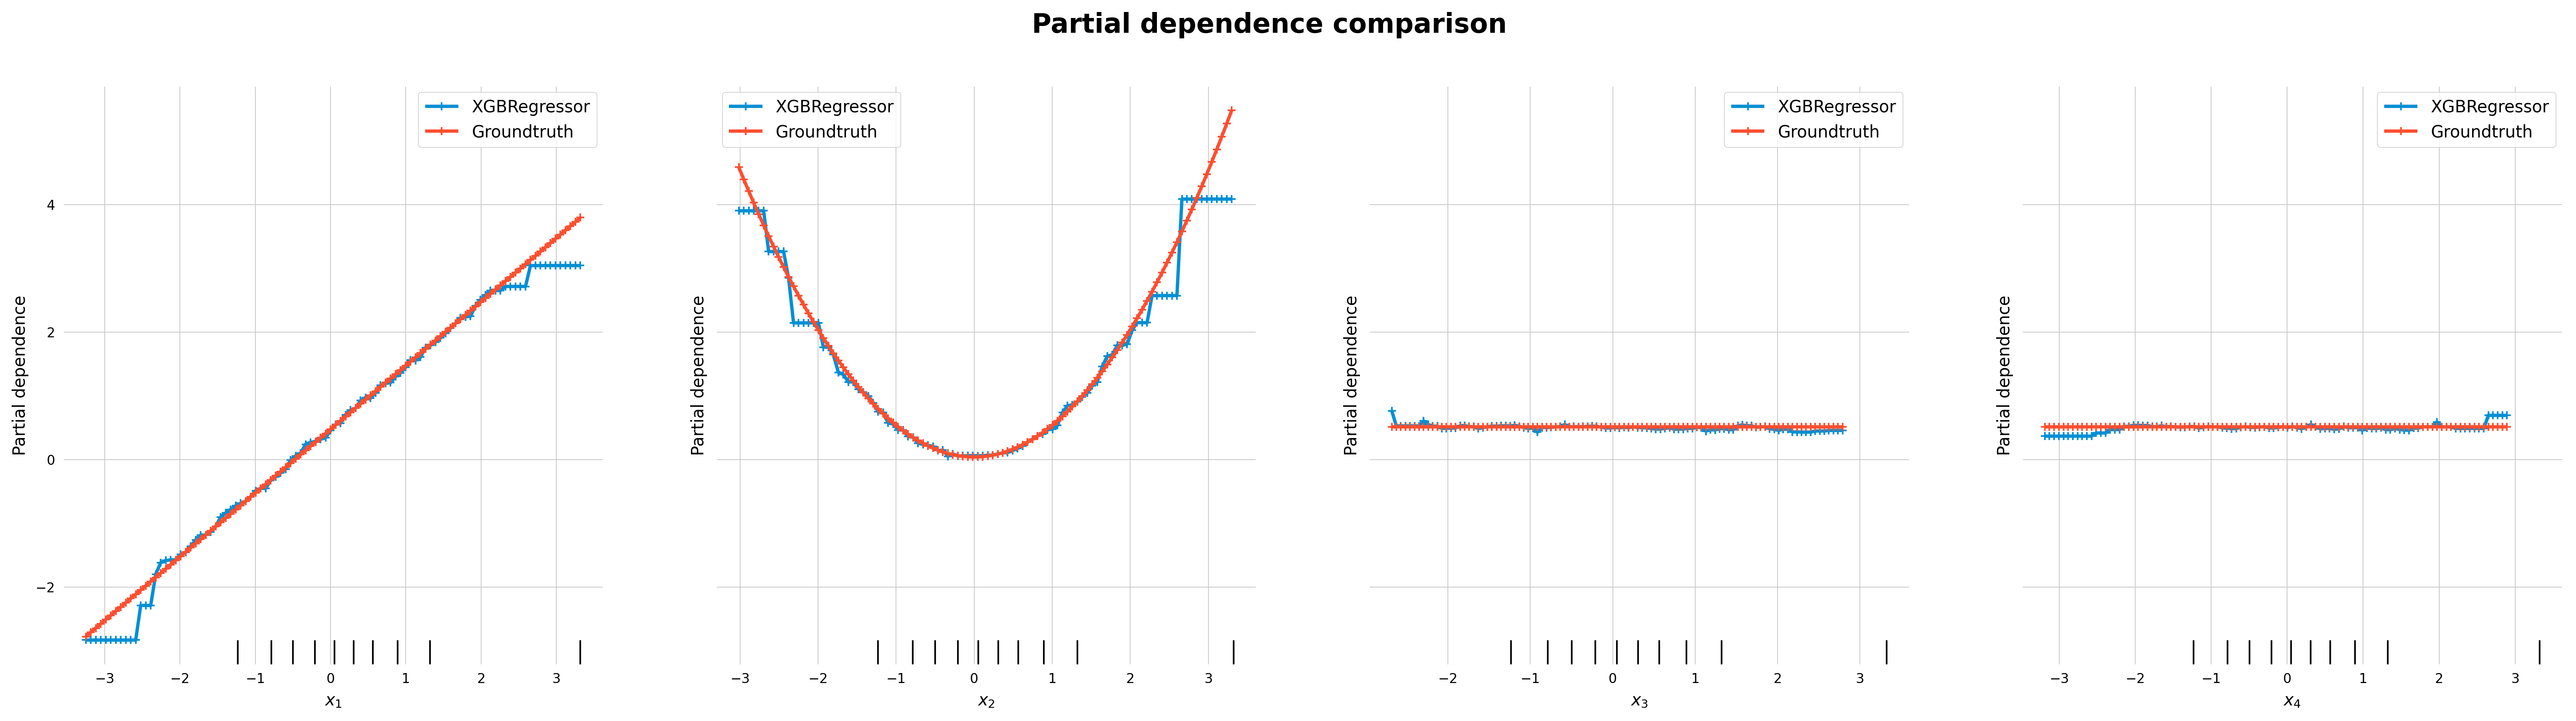 Partial dependence comparison
XGBRegressor
Groundtruth
Partial dependence
4
2
0
−2
−3 −2 −1 0 1 2 3
x₁
XGBRegressor
Groundtruth
Partial dependence
−3 −2 −1 0 1 2 3
x₂
XGBRegressor
Groundtruth
Partial dependence
−2 −1 0 1 2 3
x₃
XGBRegressor
Groundtruth
Partial dependence
−3 −2 −1 0 1 2 3
x₄